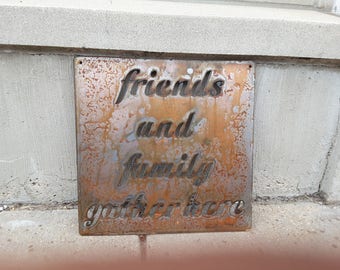 friends
and
family
gather here